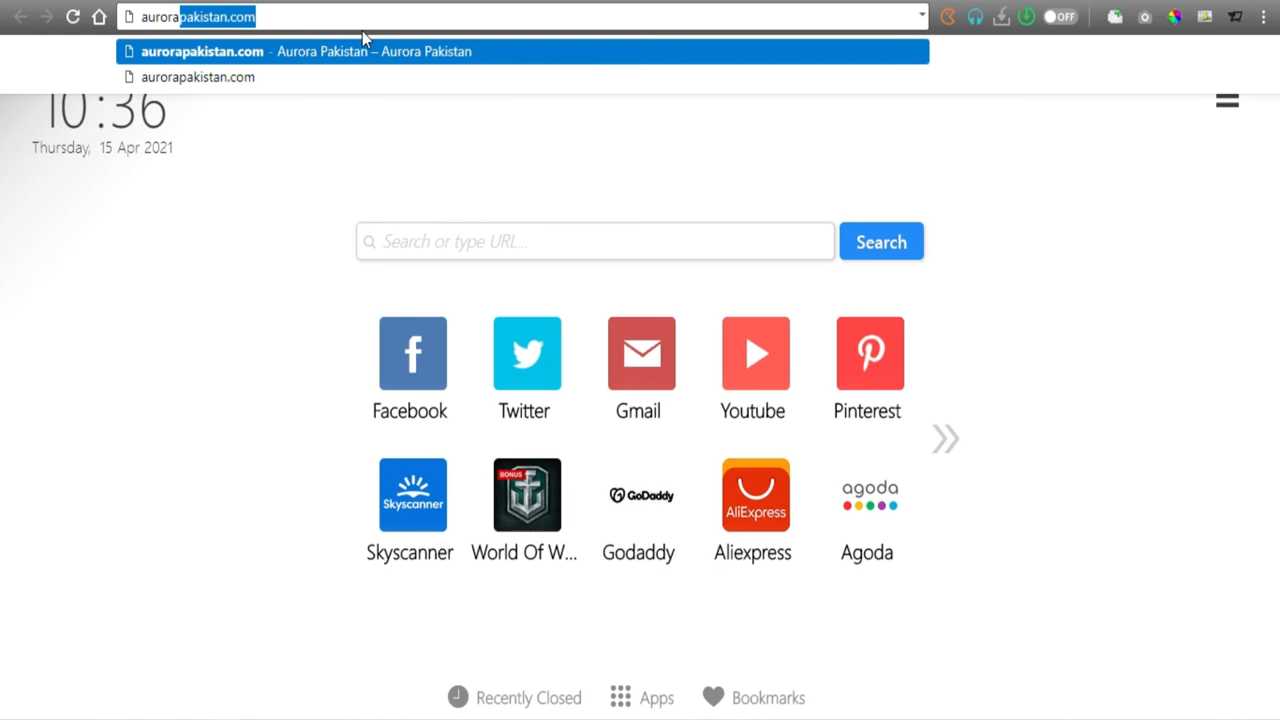 aurorapakistan.com
OFF
aurorapakistan.com - Aurora Pakistan – Aurora Pakistan
aurorapakistan.com
10:36
Thursday, 15 Apr 2021
Search or type URL...
Search
Facebook
Twitter
Gmail
Youtube
Pinterest
Skyscanner
BONUS
GoDaddy
AliExpress
agoda
Skyscanner
World Of W...
Godaddy
Aliexpress
Agoda
Recently Closed
Apps
Bookmarks